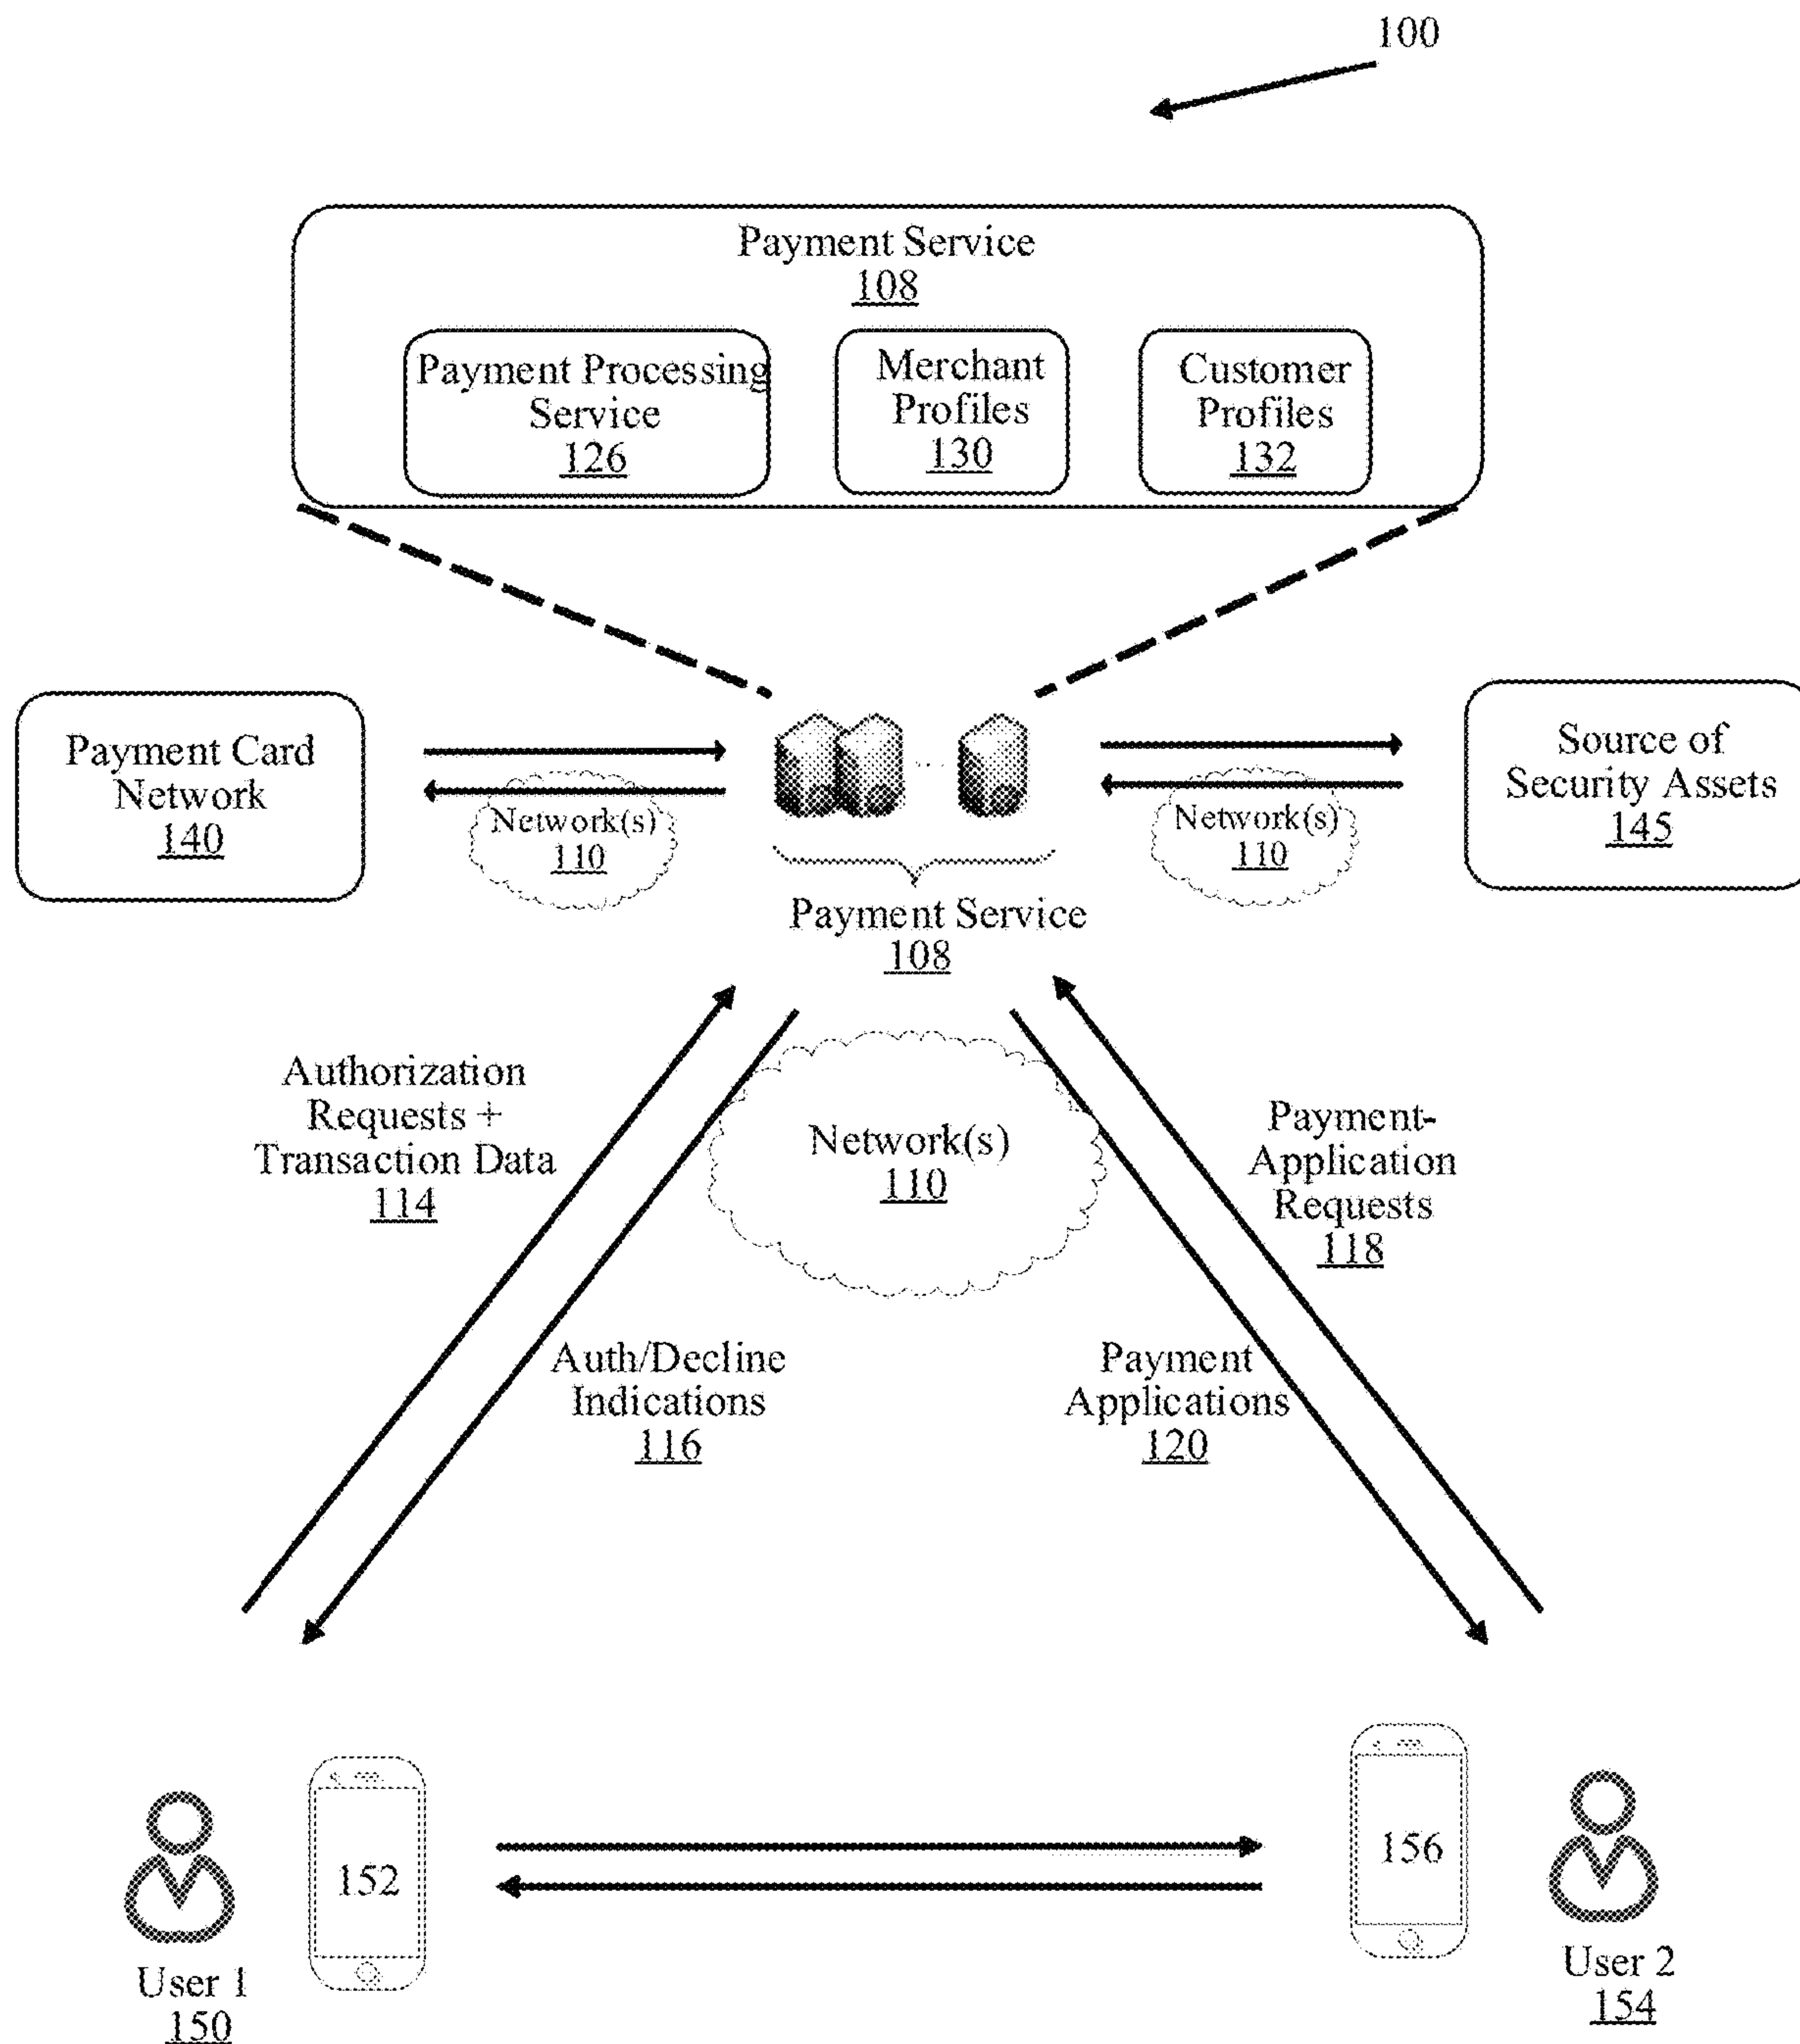 100
Payment Service
108
Payment Processing
Service
126
Merchant
Profiles
130
Customer
Profiles
132
Payment Card
Network
140
Network(s)
110
Network(s)
110
Source of
Security Assets
145
Payment Service
108
Authorization
Requests +
Transaction Data
114
Network(s)
110
Payment-
Application
Requests
118
Auth/Decline
Indications
116
Payment
Applications
120
152
156
User 1
150
User 2
154